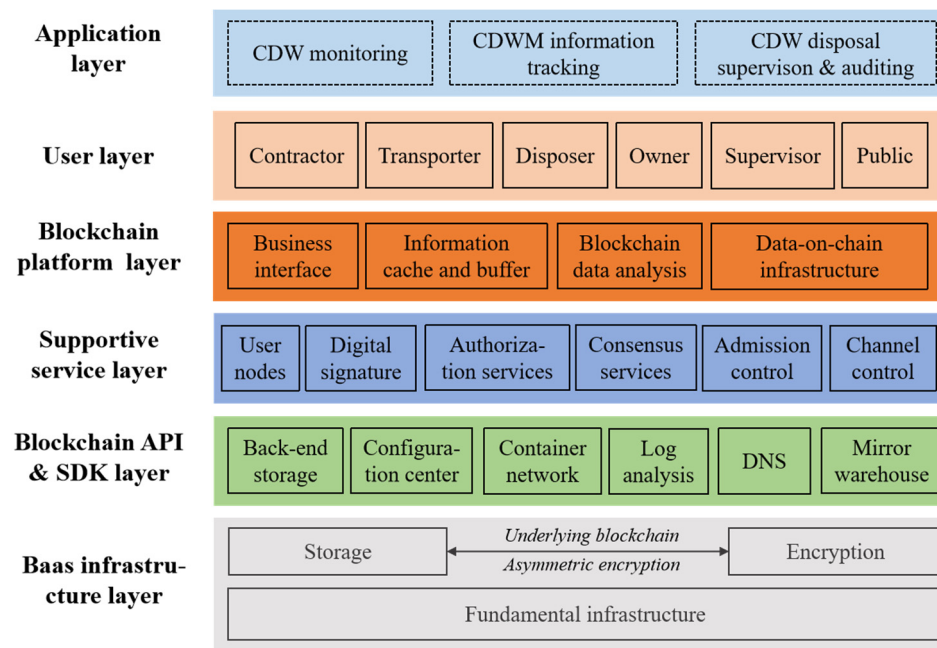 Application
layer
CDW monitoring
CDWM information
tracking
CDW disposal
supervison & auditing
User layer
Contractor
Transporter
Disposer
Owner
Supervisor
Public
Blockchain
platform layer
Business
interface
Information
cache and buffer
Blockchain
data analysis
Data-on-chain
infrastructure
Supportive
service layer
User
nodes
Digital
signature
Authoriza-
tion services
Consensus
services
Admission
control
Channel
control
Blockchain API
& SDK layer
Back-end
storage
Configura-
tion center
Container
network
Log
analysis
DNS
Mirror
warehouse
Baas infrastru-
cture layer
Storage
Underlying blockchain
Asymmetric encryption
Encryption
Fundamental infrastructure